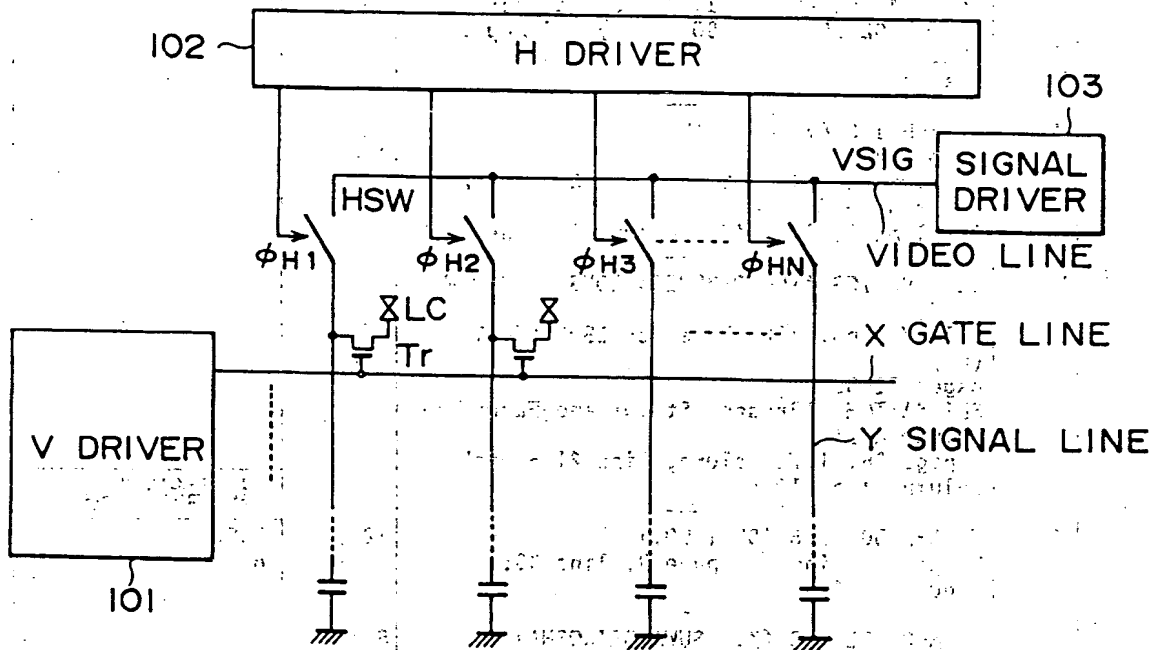 102
H DRIVER
103
VSIG
SIGNAL
DRIVER
HSW
ΦH1
ΦH2
ΦH3
ΦHN
VIDEO LINE
LC
Tr
X GATE LINE
V DRIVER
Y SIGNAL LINE
101